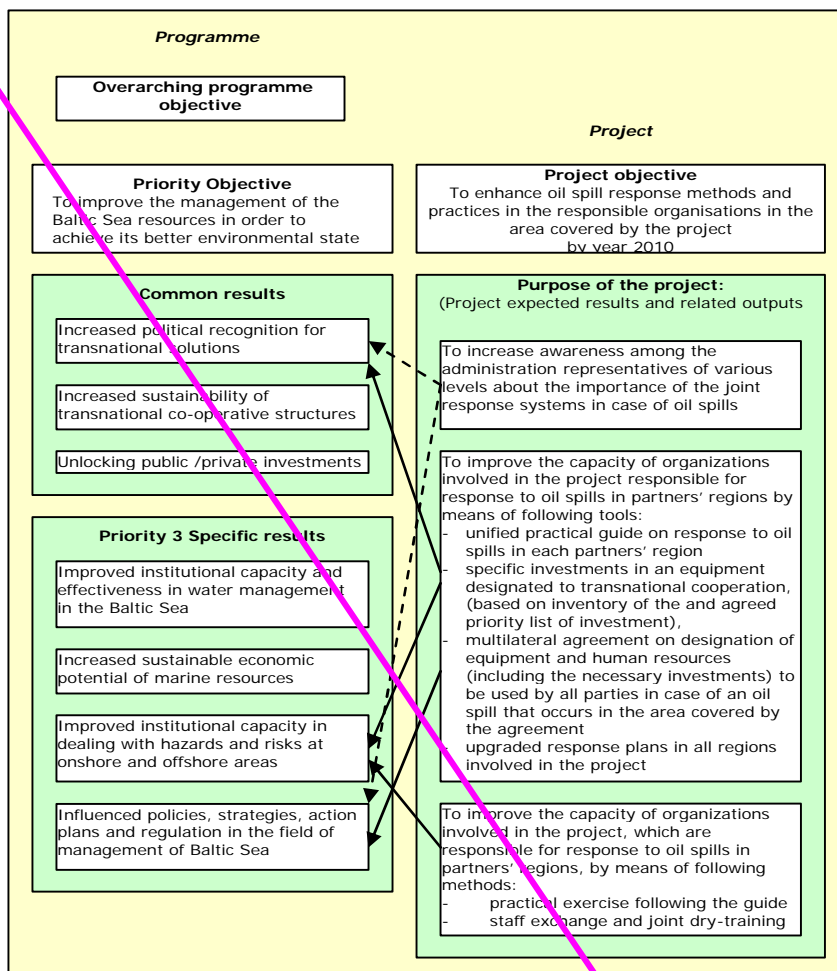 Programme
Overarching programme
objective
Priority Objective
To improve the management of the
Baltic Sea resources in order to
achieve its better environmental state
Common results
Increased political recognition for
transnational solutions
Increased sustainability of
transnational co-operative structures
Unlocking public /private investments
Priority 3 Specific results
Improved institutional capacity and
effectiveness in water management
in the Baltic Sea
Increased sustainable economic
potential of marine resources
Improved institutional capacity in
dealing with hazards and risks at
onshore and offshore areas
Influenced policies, strategies, action
plans and regulation in the field of
management of Baltic Sea
Project
Project objective
To enhance oil spill response methods and
practices in the responsible organisations in the
area covered by the project
by year 2010
Purpose of the project:
(Project expected results and related outputs
To increase awareness among the
administration representatives of various
levels about the importance of the joint
response systems in case of oil spills
To improve the capacity of organizations
involved in the project responsible for
response to oil spills in partners' regions by
means of following tools:
- unified practical guide on response to oil
spills in each partners' region
- specific investments in an equipment
designated to transnational cooperation,
(based on inventory of the and agreed
priority list of investment),
- multilateral agreement on designation of
equipment and human resources
(including the necessary investments) to
be used by all parties in case of an oil
spill that occurs in the area covered by
the agreement
- upgraded response plans in all regions
involved in the project
To improve the capacity of organizations
involved in the project, which are
responsible for response to oil spills in
partners' regions, by means of following
methods:
- practical exercise following the guide
- staff exchange and joint dry-training